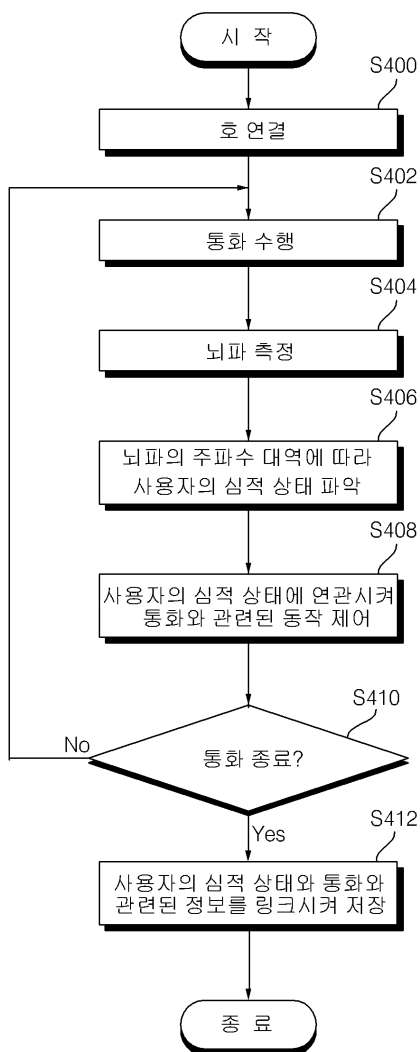 시 작
S400
호 연결
S402
통화 수행
S404
뇌파 측정
S406
뇌파의 주파수 대역에 따라
사용자의 심적 상태 파악
S408
사용자의 심적 상태에 연관시켜
통화와 관련된 동작 제어
S410
통화 종료?
No
Yes
S412
사용자의 심적 상태와 통화와
관련된 정보를 링크시켜 저장
종 료